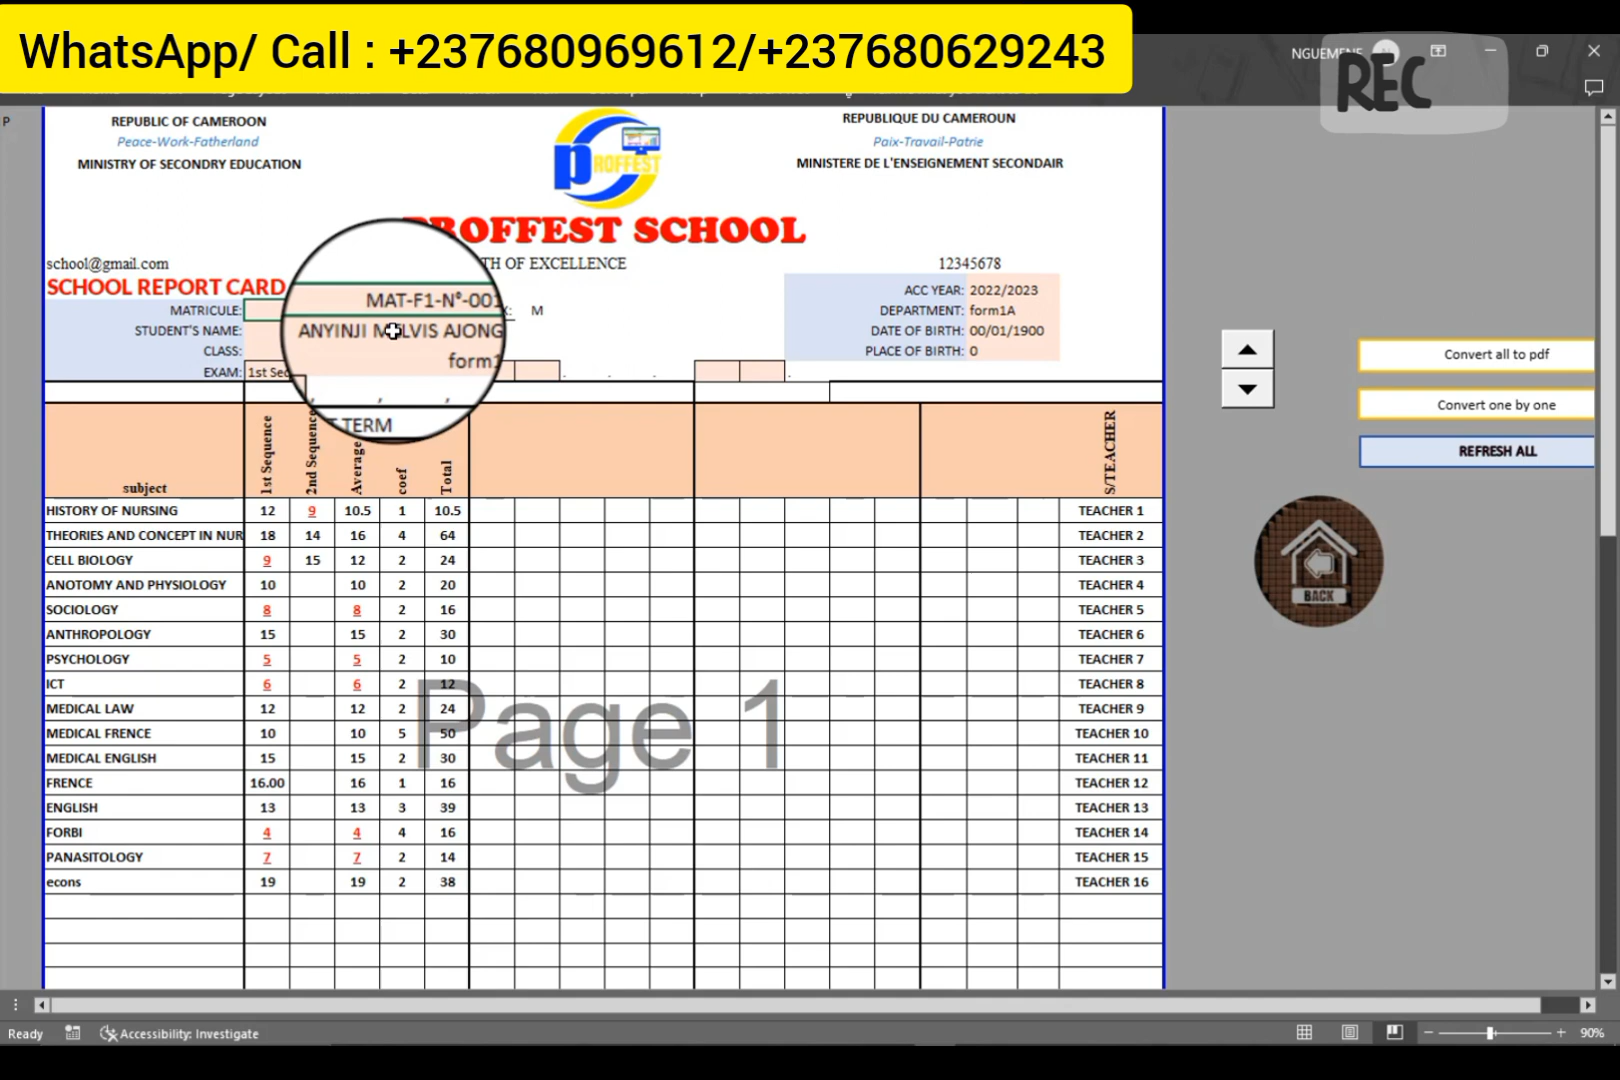 WhatsApp/ Call : +237680969612/+237680629243
NGUEMENE
REC
P
REPUBLIC OF CAMEROON
Peace-Work-Fatherland
MINISTRY OF SECONDRY EDUCATION
PROFFEST
REPUBLIQUE DU CAMEROUN
Paix-Travail-Patrie
MINISTERE DE L'ENSEIGNEMENT SECONDAIR
PROFFEST SCHOOL
school@gmail.com
TH OF EXCELLENCE
12345678
SCHOOL REPORT CARD
MATRICULE: MAT-F1-N°-001 X: M
STUDENT'S NAME: ANYINJI MELVIS AJONG
CLASS: form1
EXAM: 1st Sec
ACC YEAR: 2022/2023
DEPARTMENT: form1A
DATE OF BIRTH: 00/01/1900
PLACE OF BIRTH: 0
T TERM
subject 1st Sequence 2nd Sequence Average coef Total S/TEACHER
HISTORY OF NURSING 12 9 10.5 1 10.5 TEACHER 1
THEORIES AND CONCEPT IN NUR 18 14 16 4 64 TEACHER 2
CELL BIOLOGY 9 15 12 2 24 TEACHER 3
ANOTOMY AND PHYSIOLOGY 10 10 2 20 TEACHER 4
SOCIOLOGY 8 8 2 16 TEACHER 5
ANTHROPOLOGY 15 15 2 30 TEACHER 6
PSYCHOLOGY 5 5 2 10 TEACHER 7
ICT 6 6 2 12 TEACHER 8
MEDICAL LAW 12 12 2 24 TEACHER 9
MEDICAL FRENCE 10 10 5 50 TEACHER 10
MEDICAL ENGLISH 15 15 2 30 TEACHER 11
FRENCE 16.00 16 1 16 TEACHER 12
ENGLISH 13 13 3 39 TEACHER 13
FORBI 4 4 4 16 TEACHER 14
PANASITOLOGY 7 7 2 14 TEACHER 15
econs 19 19 2 38 TEACHER 16
Page 1
Convert all to pdf
Convert one by one
REFRESH ALL
BACK
Ready
Accessibility: Investigate
90%